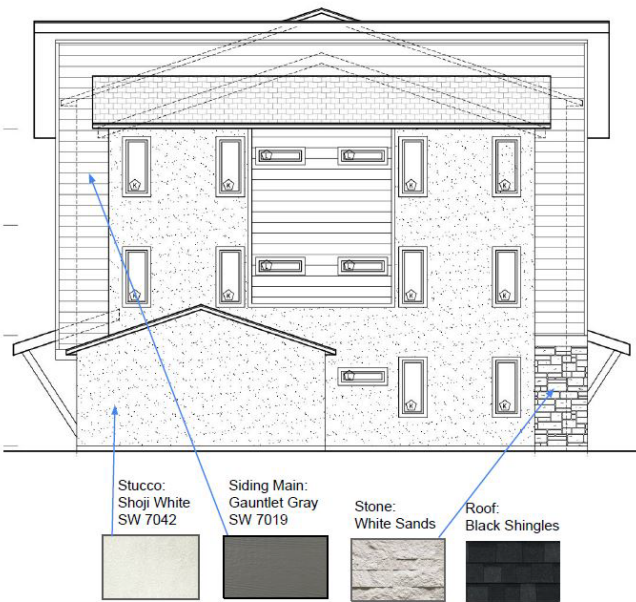 K
K
L
L
K
K
K
K
L
L
K
K
L
K
K
Stucco:
Shoji White
SW 7042
Siding Main:
Gauntlet Gray
SW 7019
Stone:
White Sands
Roof:
Black Shingles